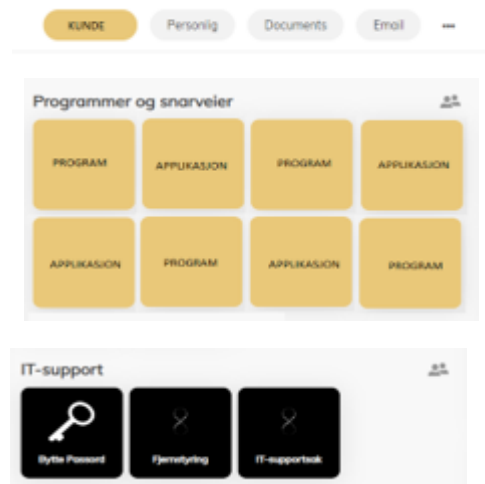 KUNDE Personlig Documents Email
Programmer og snarveier
PROGRAM APPLIKASJON PROGRAM APPLIKASJON
APPLIKASJON PROGRAM APPLIKASJON PROGRAM
IT-support
Bytte Passord Fjernstyring IT-supportsak